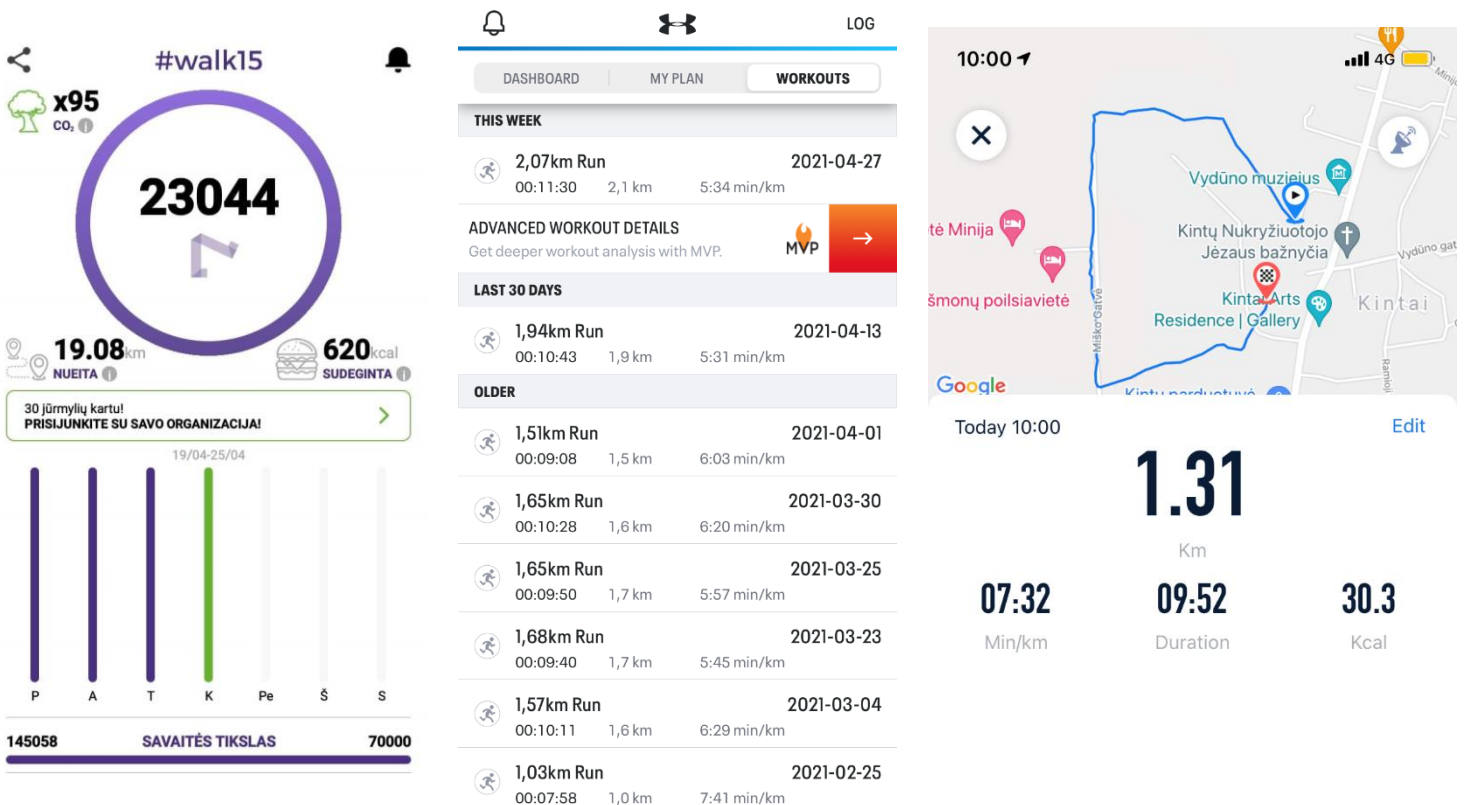 #walk15
x95
CO₂
23044
19.08km
NUEITA
620kcal
SUDEGINTA
30 jūrmylių kartu!
PRISIJUNKITE SU SAVO ORGANIZACIJA!
19/04-25/04
P A T K Pe Š S
145058 SAVAITĖS TIKSLAS 70000
LOG
DASHBOARD MY PLAN WORKOUTS
THIS WEEK
2,07km Run 2021-04-27
00:11:30 2,1 km 5:34 min/km
ADVANCED WORKOUT DETAILS
Get deeper workout analysis with MVP.
MVP
LAST 30 DAYS
1,94km Run 2021-04-13
00:10:43 1,9 km 5:31 min/km
OLDER
1,51km Run 2021-04-01
00:09:08 1,5 km 6:03 min/km
1,65km Run 2021-03-30
00:10:28 1,6 km 6:20 min/km
1,65km Run 2021-03-25
00:09:50 1,7 km 5:57 min/km
1,68km Run 2021-03-23
00:09:40 1,7 km 5:45 min/km
1,57km Run 2021-03-04
00:10:11 1,6 km 6:29 min/km
1,03km Run 2021-02-25
00:07:58 1,0 km 7:41 min/km
10:00 4G
Vydūno muziejus
tė Minija
Kintų Nukryžiuotojo
Jėzaus bažnyčia
Vydūno gat
šmonų poilsiavietė
Kintai Arts
Residence | Gallery
Kintai
Miško Gatvė
Ramioji
Google
Kintų parduotuvė
Today 10:00 Edit
1.31
Km
07:32 09:52 30.3
Min/km Duration Kcal